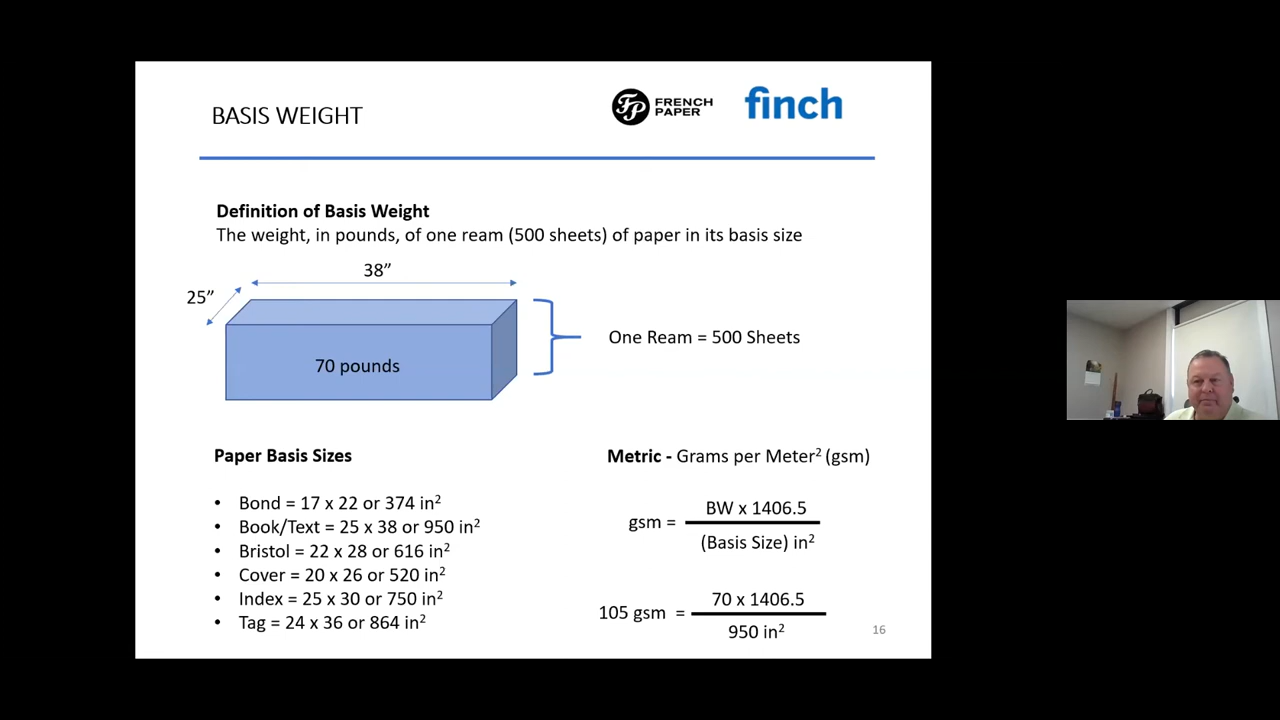 BASIS WEIGHT
FP FRENCH
PAPER
finch
Definition of Basis Weight
The weight, in pounds, of one ream (500 sheets) of paper in its basis size
38”
25”
70 pounds
One Ream = 500 Sheets
Paper Basis Sizes
• Bond = 17 x 22 or 374 in²
• Book/Text = 25 x 38 or 950 in²
• Bristol = 22 x 28 or 616 in²
• Cover = 20 x 26 or 520 in²
• Index = 25 x 30 or 750 in²
• Tag = 24 x 36 or 864 in²
Metric - Grams per Meter² (gsm)
BW x 1406.5
gsm =
(Basis Size) in²
70 x 1406.5
105 gsm =
950 in²
16